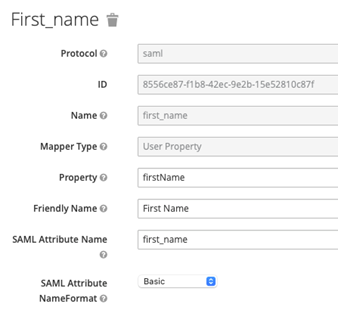 First_name
Protocol saml
ID 8556ce87-f1b8-42ec-9e2b-15e52810c87f
Name first_name
Mapper Type User Property
Property firstName
Friendly Name First Name
SAML Attribute Name first_name
SAML Attribute Basic
NameFormat